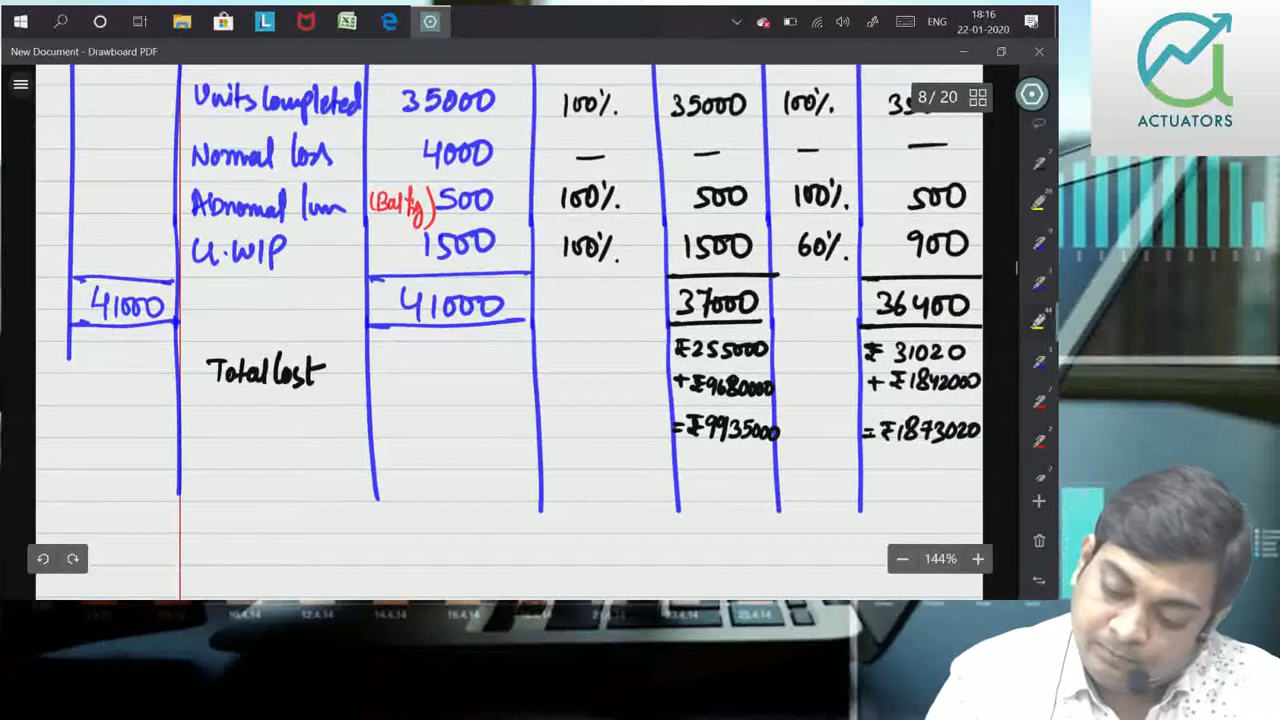 18:16
ENG
22-01-2020
New Document - Drawboard PDF
ACTUATORS
8 / 20
Units completed 35000 100% 35000 100%
Normal loss 4000 — — — —
Abnormal (Bal fig) 500 100% 500 100% 500
Cl. WIP 1500 100% 1500 60% 900
41000 41000 37000 36400
₹255000 ₹31020
Total Cost +₹9680000 +₹1842000
=₹9935000 =₹1873020
144%